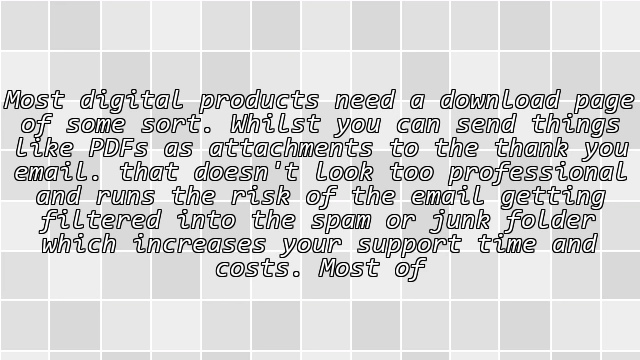 Most digital products need a download page
of some sort. Whilst you can send things
like PDFs as attachments to the thank you
email. that doesn't look too professional
and runs the risk of the email getting
filtered into the spam or junk folder
which increases your support time and
costs. Most of